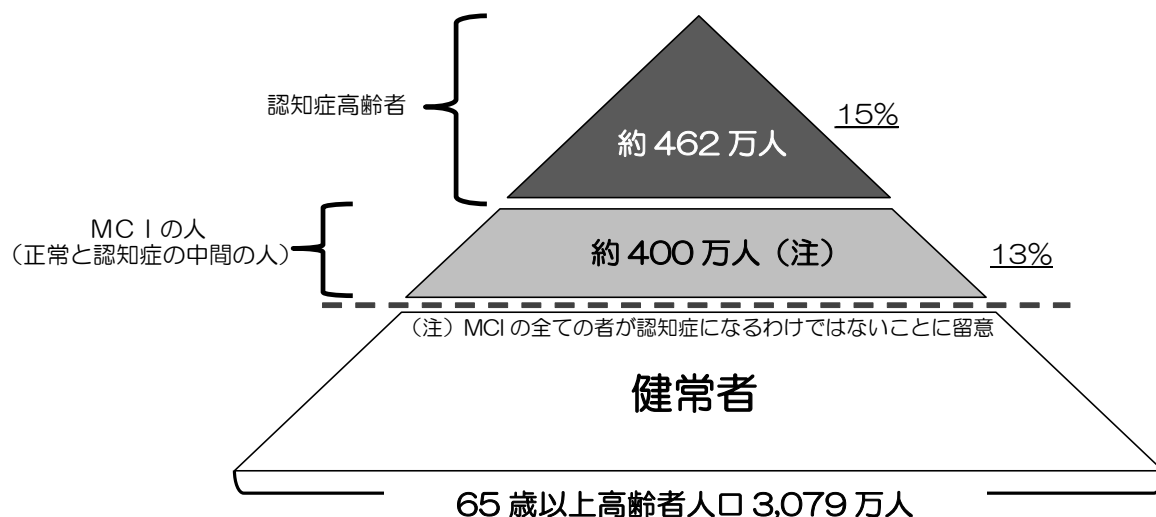 認知症高齢者
約 462 万人
15%
MCIの人
(正常と認知症の中間の人)
約 400 万人（注）
13%
（注）MCI の全ての者が認知症になるわけではないことに留意
健常者
65 歳以上高齢者人口 3,079 万人